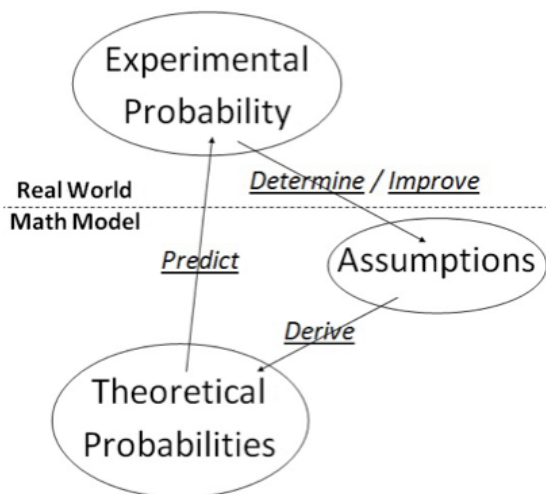 Experimental
Probability
Determine / Improve
Real World
Math Model
Predict
Assumptions
Derive
Theoretical
Probabilities